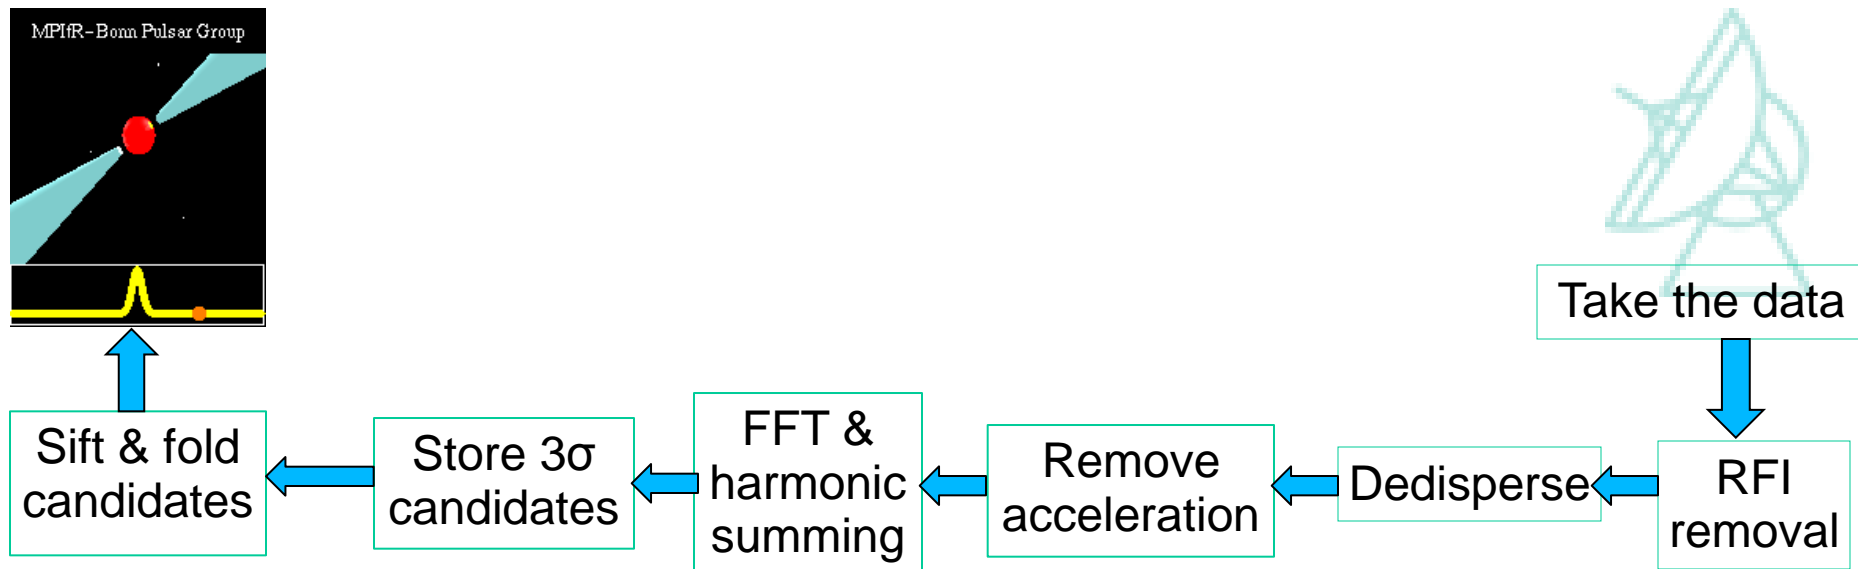 MPIfR-Bonn Pulsar Group
Take the data
Sift & fold
candidates
Store 3σ
candidates
FFT &
harmonic
summing
Remove
acceleration
Dedisperse
RFI
removal